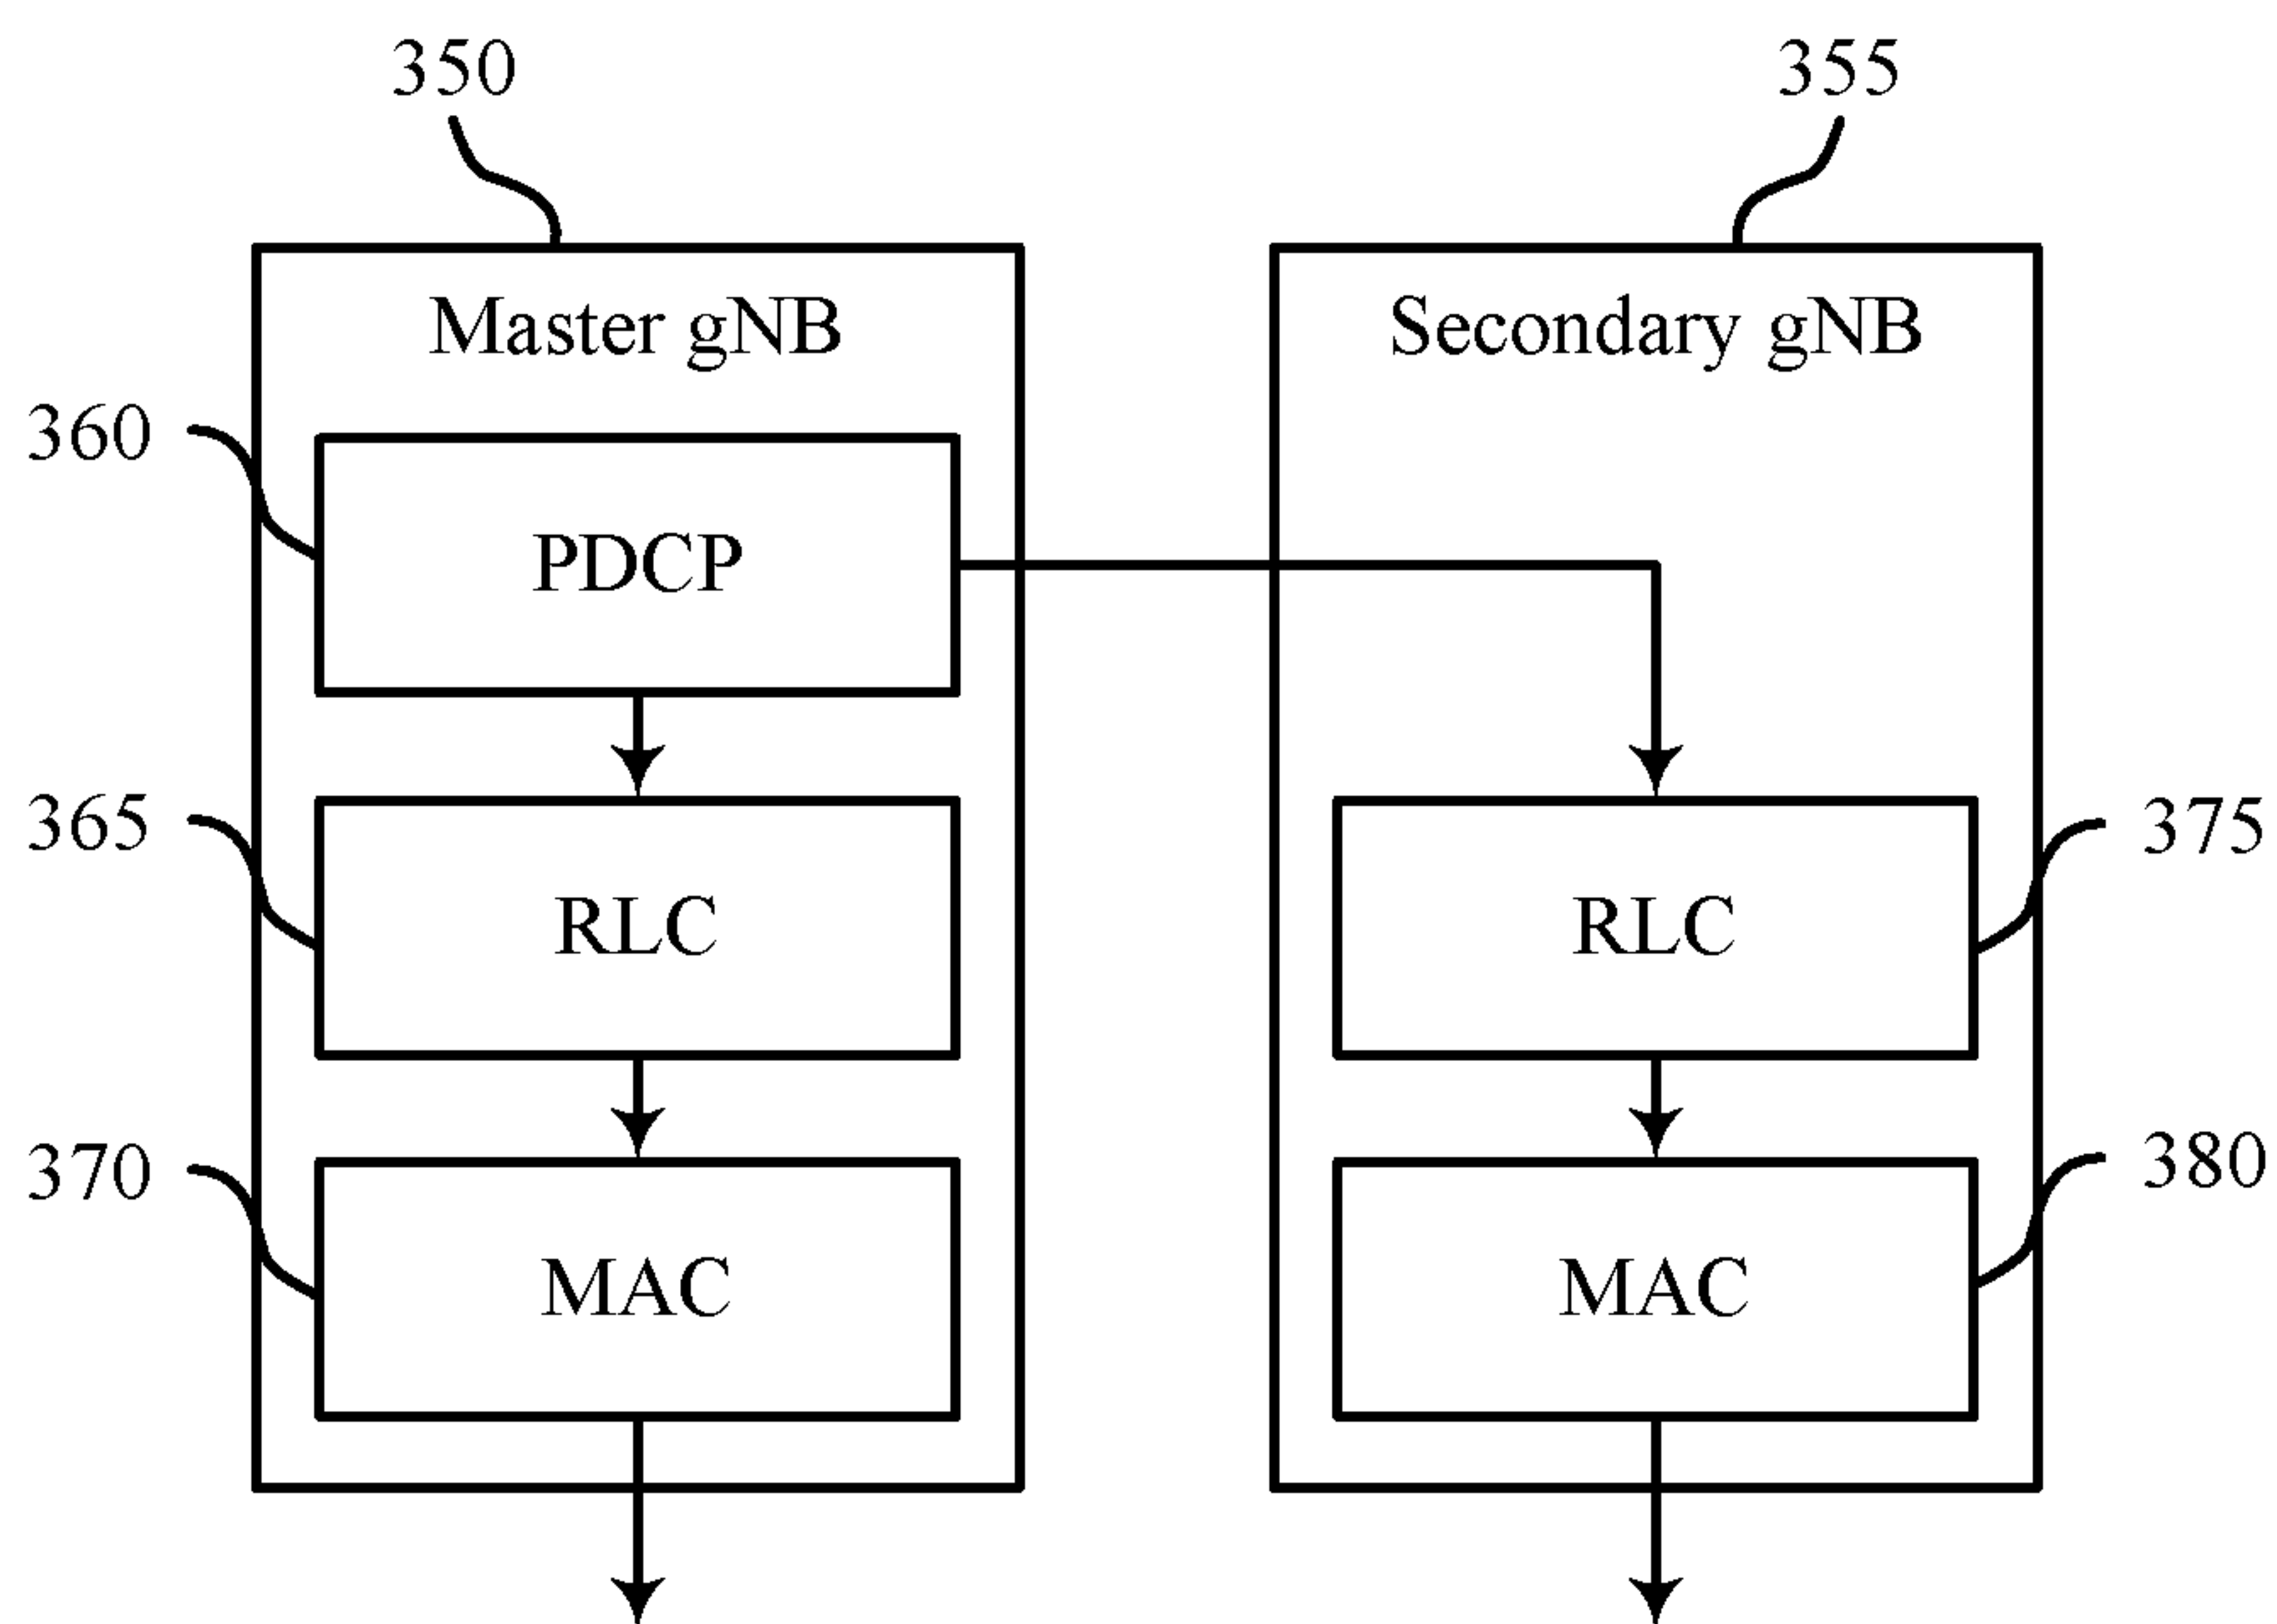 350
355
Master gNB
Secondary gNB
360
PDCP
365
RLC
RLC
375
370
MAC
MAC
380